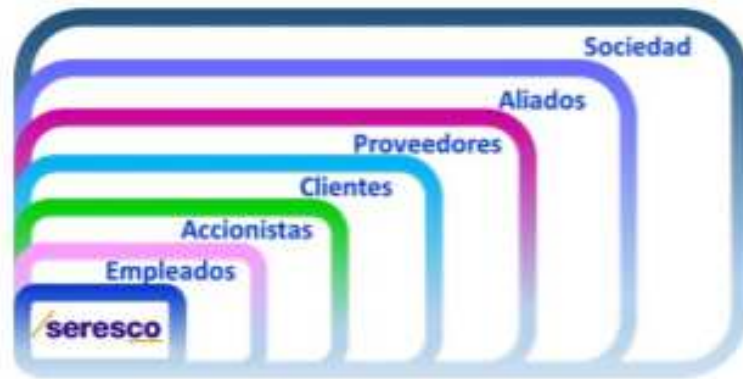 Sociedad
Aliados
Proveedores
Clientes
Accionistas
Empleados
seresco